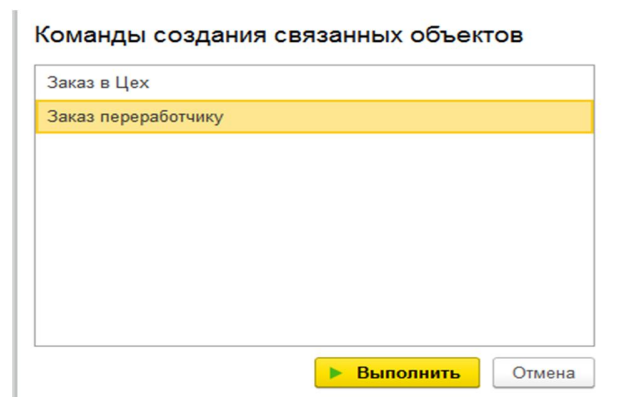 Команды создания связанных объектов
Заказ в Цех
Заказ переработчику
Выполнить
Отмена